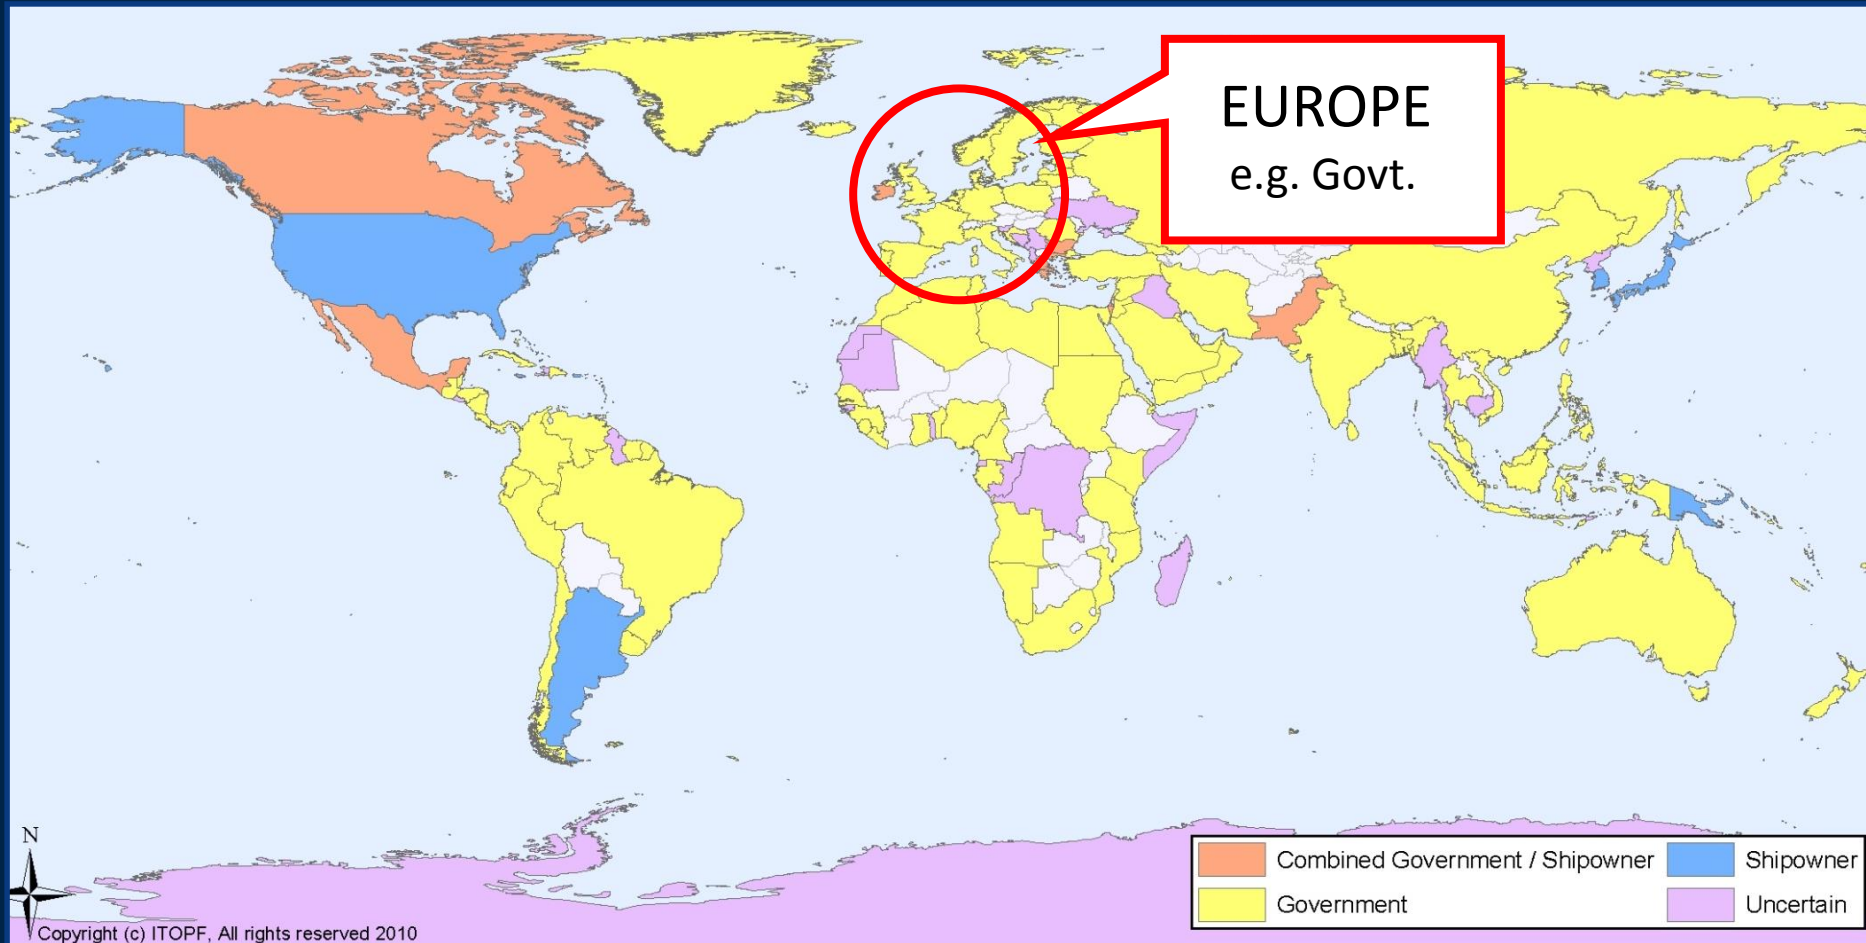 EUROPE
e.g. Govt.
N
Combined Government / Shipowner
Shipowner
Government
Uncertain
Copyright (c) ITOPF, All rights reserved 2010